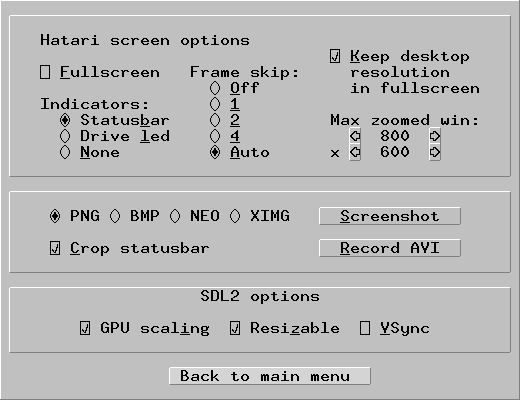 Hatari screen options
Keep desktop
resolution
in fullscreen
Fullscreen
Frame skip:
Off
1
2
4
Auto
Indicators:
Statusbar
Drive led
None
Max zoomed win:
800
x 600
PNG BMP NEO XIMG Screenshot
Crop statusbar Record AVI
SDL2 options
GPU scaling Resizable VSync
Back to main menu